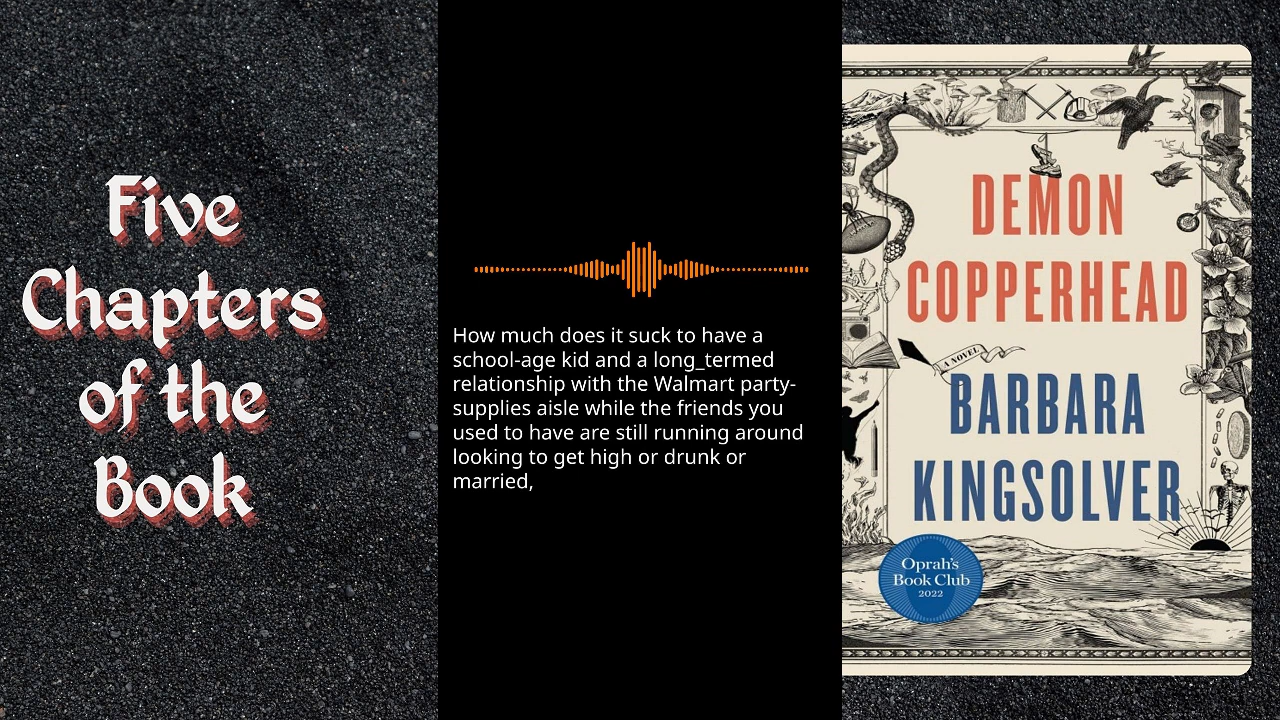 Five
Chapters
of the
Book
How much does it suck to have a
school-age kid and a long_termed
relationship with the Walmart party-
supplies aisle while the friends you
used to have are still running around
looking to get high or drunk or
married,
DEMON
COPPERHEAD
A NOVEL
BARBARA
KINGSOLVER
Oprah's
Book Club
2022